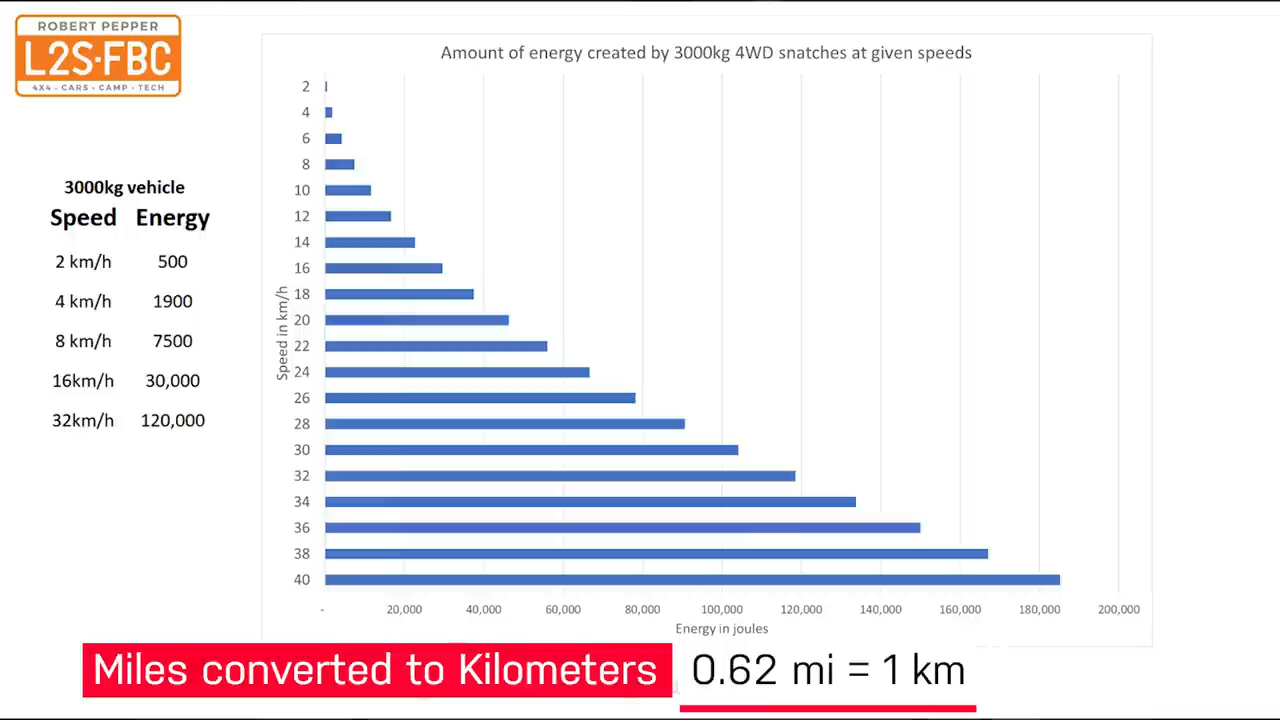 ROBERT PEPPER
L2S·FBC
4X4 - CARS • CAMP • TECH
3000kg vehicle
Speed Energy
2 km/h 500
4 km/h 1900
8 km/h 7500
16km/h 30,000
32km/h 120,000
Amount of energy created by 3000kg 4WD snatches at given speeds
Speed in km/h
2
4
6
8
10
12
14
16
18
20
22
24
26
28
30
32
34
36
38
40
- 20,000 40,000 60,000 80,000 100,000 120,000 140,000 160,000 180,000 200,000
Energy in joules
Miles converted to Kilometers 0.62 mi = 1 km